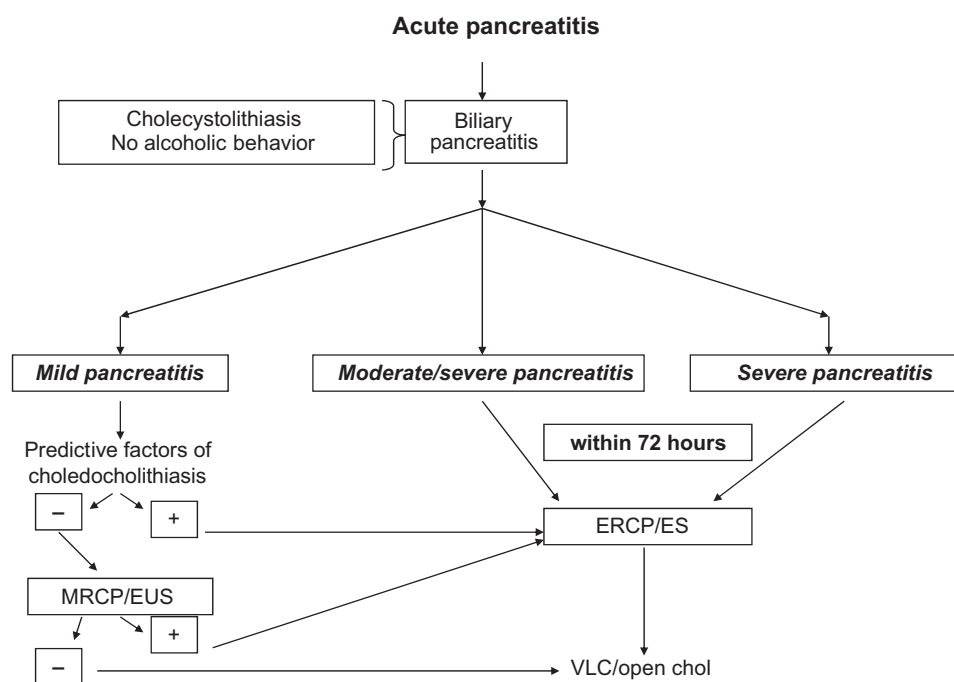 Acute pancreatitis
Cholecystolithiasis
No alcoholic behavior
Biliary
pancreatitis
Mild pancreatitis
Moderate/severe pancreatitis
Severe pancreatitis
Predictive factors of
choledocholithiasis
within 72 hours
–
+
ERCP/ES
MRCP/EUS
+
–
VLC/open chol